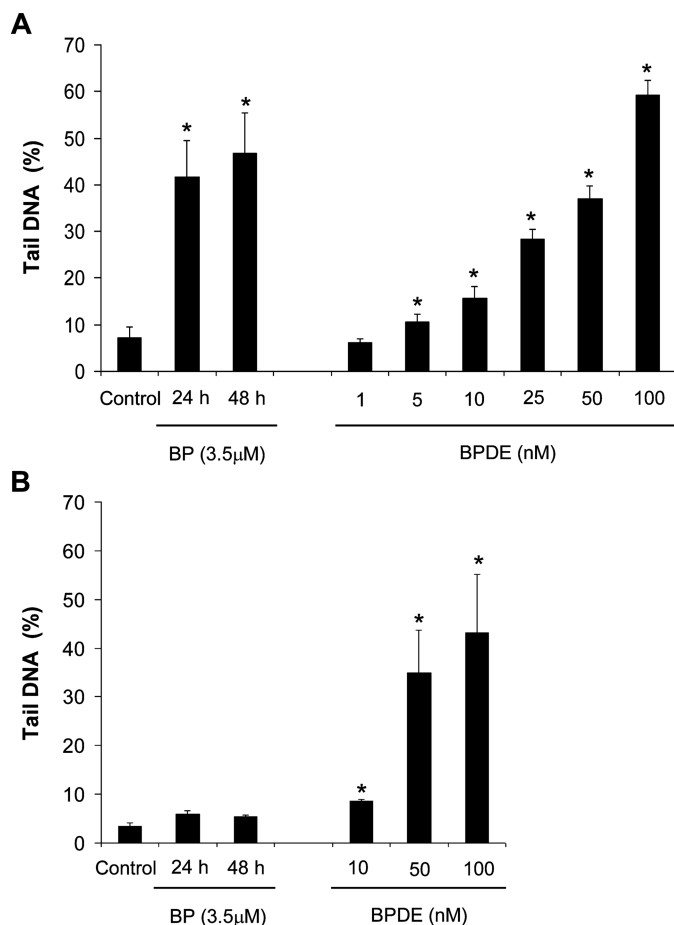 A
Tail DNA (%)
70
60
50
40
30
20
10
0
* * * * * * *
Control 24 h 48 h 1 5 10 25 50 100
BP (3.5μM) BPDE (nM)
B
Tail DNA (%)
70
60
50
40
30
20
10
0
* * *
Control 24 h 48 h 10 50 100
BP (3.5μM) BPDE (nM)